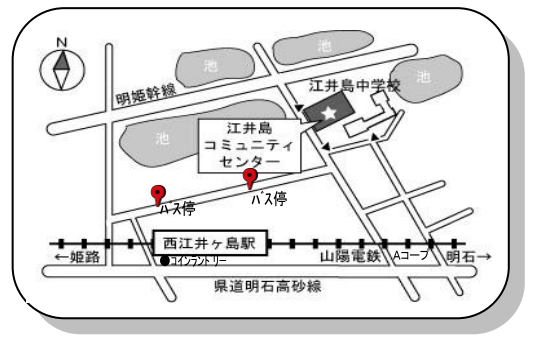 N
池
池
池
池
明姫幹線
江井島中学校
江井島
コミュニティ
センター
バス停
バス停
西江井ヶ島駅
←姫路
コインランドリー
山陽電鉄
Aコープ
明石→
県道明石高砂線